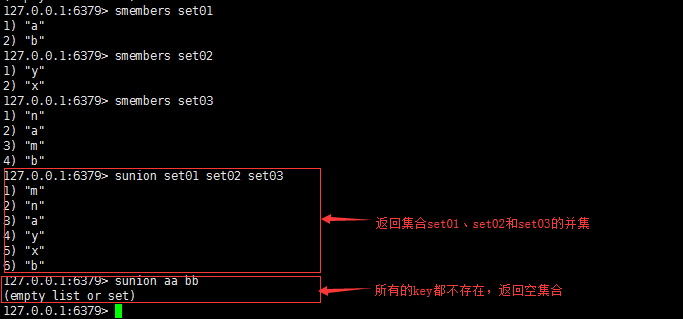 127.0.0.1:6379> smembers set01
1) "a"
2) "b"
127.0.0.1:6379> smembers set02
1) "y"
2) "x"
127.0.0.1:6379> smembers set03
1) "n"
2) "a"
3) "m"
4) "b"
127.0.0.1:6379> sunion set01 set02 set03
1) "m"
2) "n"
3) "a"
4) "y"
5) "x"
6) "b"
返回集合set01、set02和set03的并集
127.0.0.1:6379> sunion aa bb
(empty list or set)
所有的key都不存在，返回空集合
127.0.0.1:6379>